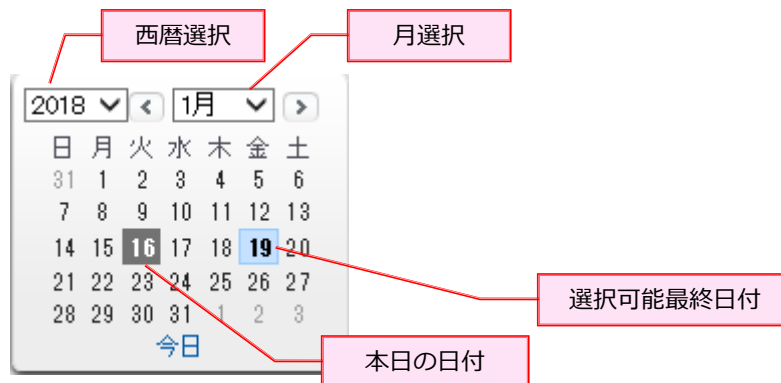 西暦選択 月選択
2018 1月
日 月 火 水 木 金 土
31 1 2 3 4 5 6
7 8 9 10 11 12 13
14 15 16 17 18 19 20
21 22 23 24 25 26 27
選択可能最終日付
28 29 30 31 1 2 3
今日
本日の日付